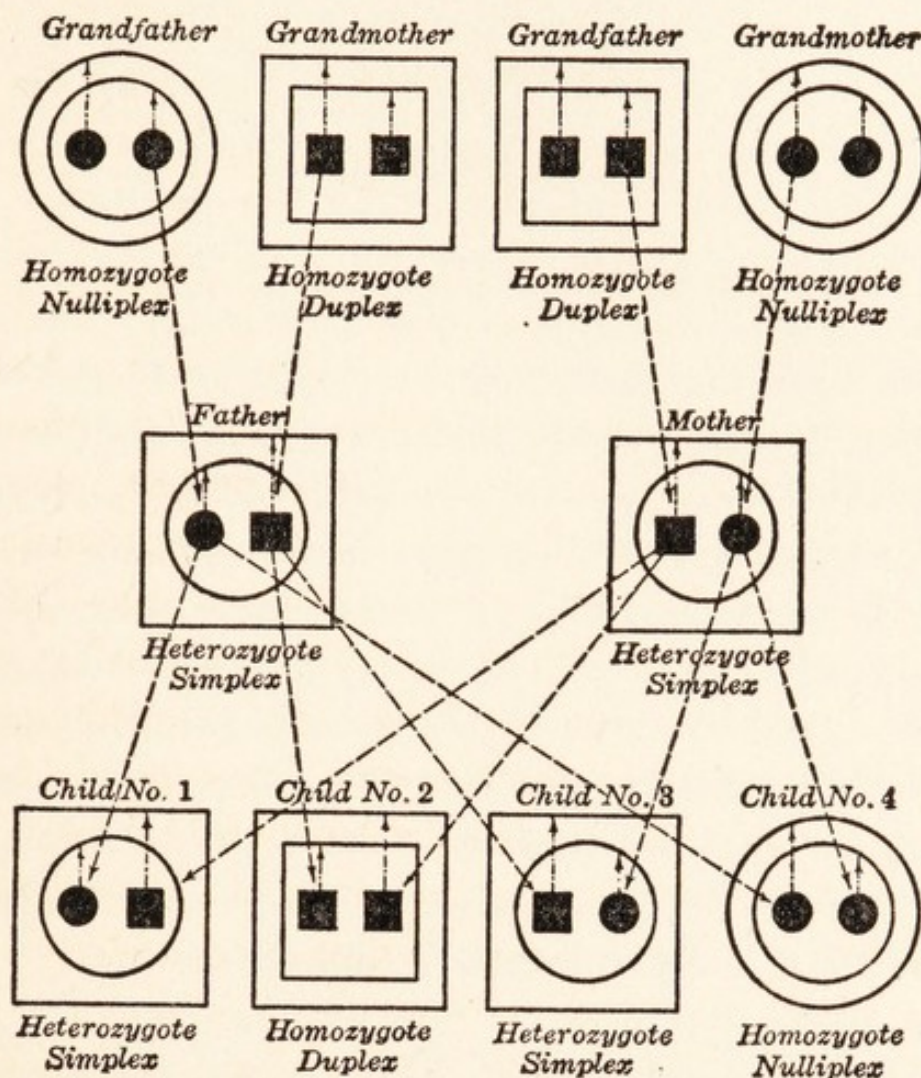 Grandfather Grandmother Grandfather Grandmother
Homozygote Homozygote Homozygote Homozygote
Nulliplex Duplex Duplex Nulliplex
Father Mother
Heterozygote Heterozygote
Simplex Simplex
Child No. 1 Child No. 2 Child No. 3 Child No. 4
Heterozygote Homozygote Heterozygote Homozygote
Simplex Duplex Simplex Nulliplex